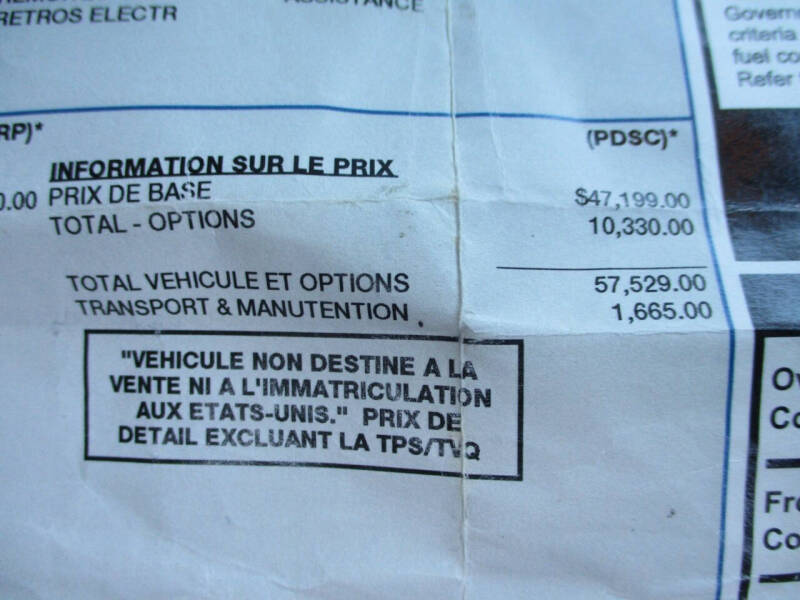 RETROS ELECTR
ASSISTANCE
RP)*
(PDSC)*
INFORMATION SUR LE PRIX
0.00 PRIX DE BASE $47,199.00
TOTAL - OPTIONS 10,330.00
TOTAL VEHICULE ET OPTIONS 57,529.00
TRANSPORT & MANUTENTION 1,665.00
"VEHICULE NON DESTINE A LA
VENTE NI A L'IMMATRICULATION
AUX ETATS-UNIS." PRIX DE
DETAIL EXCLUANT LA TPS/TVQ
Governm
criteria
fuel co
Refer
Ov
Co
Fro
Co